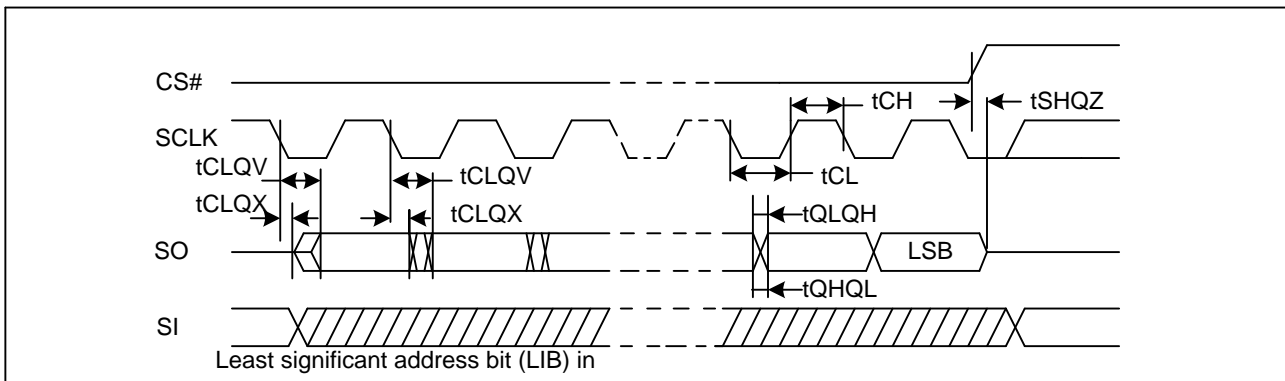 CS#
tCH
tSHQZ
SCLK
tCLQV
tCLQV
tCL
tCLQX
tCLQX
tQLQH
SO
LSB
tQHQL
SI
Least significant address bit (LIB) in